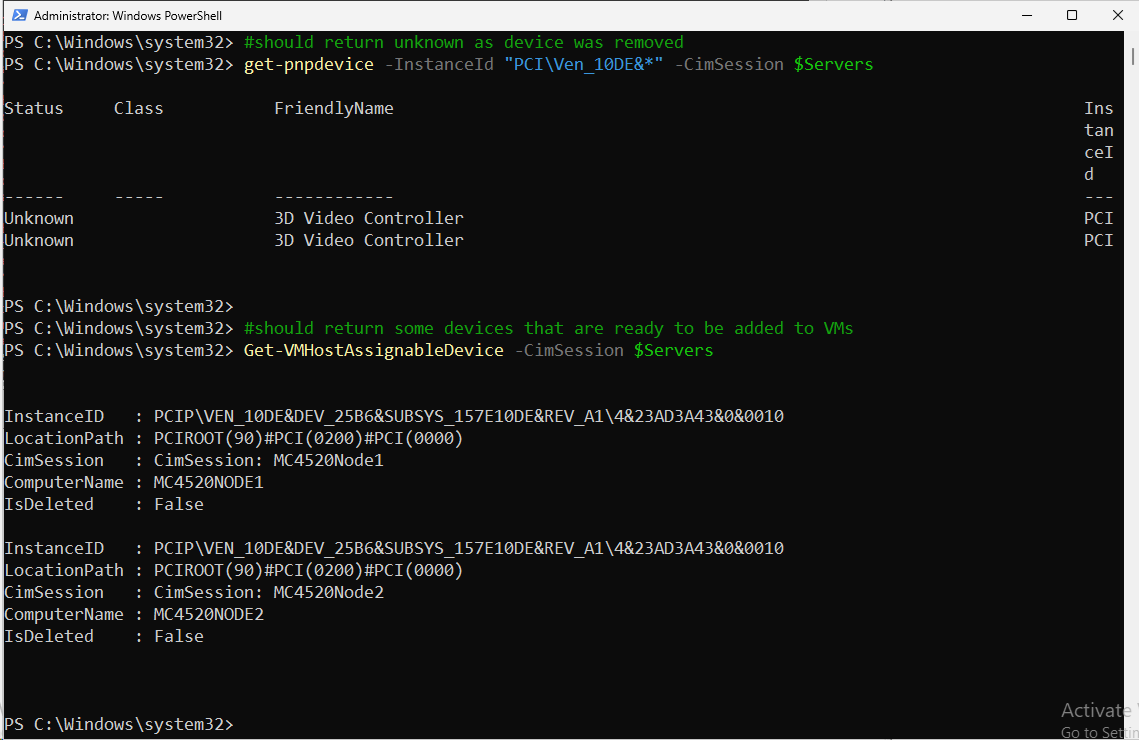 Administrator: Windows PowerShell
PS C:\Windows\system32> #should return unknown as device was removed
PS C:\Windows\system32> get-pnpdevice -InstanceId "PCI\Ven_10DE&*" -CimSession $Servers
Status     Class           FriendlyName                                                                     Ins
tan
ceI
d
------     -----           ------------                                                                     ---
Unknown                    3D Video Controller                                                              PCI
Unknown                    3D Video Controller                                                              PCI
PS C:\Windows\system32>
PS C:\Windows\system32> #should return some devices that are ready to be added to VMs
PS C:\Windows\system32> Get-VMHostAssignableDevice -CimSession $Servers
InstanceID   : PCIP\VEN_10DE&DEV_25B6&SUBSYS_157E10DE&REV_A1\4&23AD3A43&0&0010
LocationPath : PCIROOT(90)#PCI(0200)#PCI(0000)
CimSession   : CimSession: MC4520Node1
ComputerName : MC4520NODE1
IsDeleted    : False
InstanceID   : PCIP\VEN_10DE&DEV_25B6&SUBSYS_157E10DE&REV_A1\4&23AD3A43&0&0010
LocationPath : PCIROOT(90)#PCI(0200)#PCI(0000)
CimSession   : CimSession: MC4520Node2
ComputerName : MC4520NODE2
IsDeleted    : False
PS C:\Windows\system32>
Activate
Go to